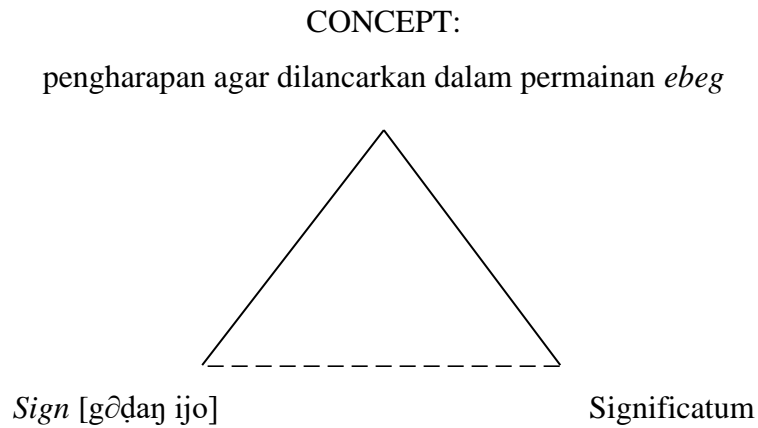 CONCEPT:
pengharapan agar dilancarkan dalam permainan ebeg
Sign [g∂ḍaŋ ijo] Significatum